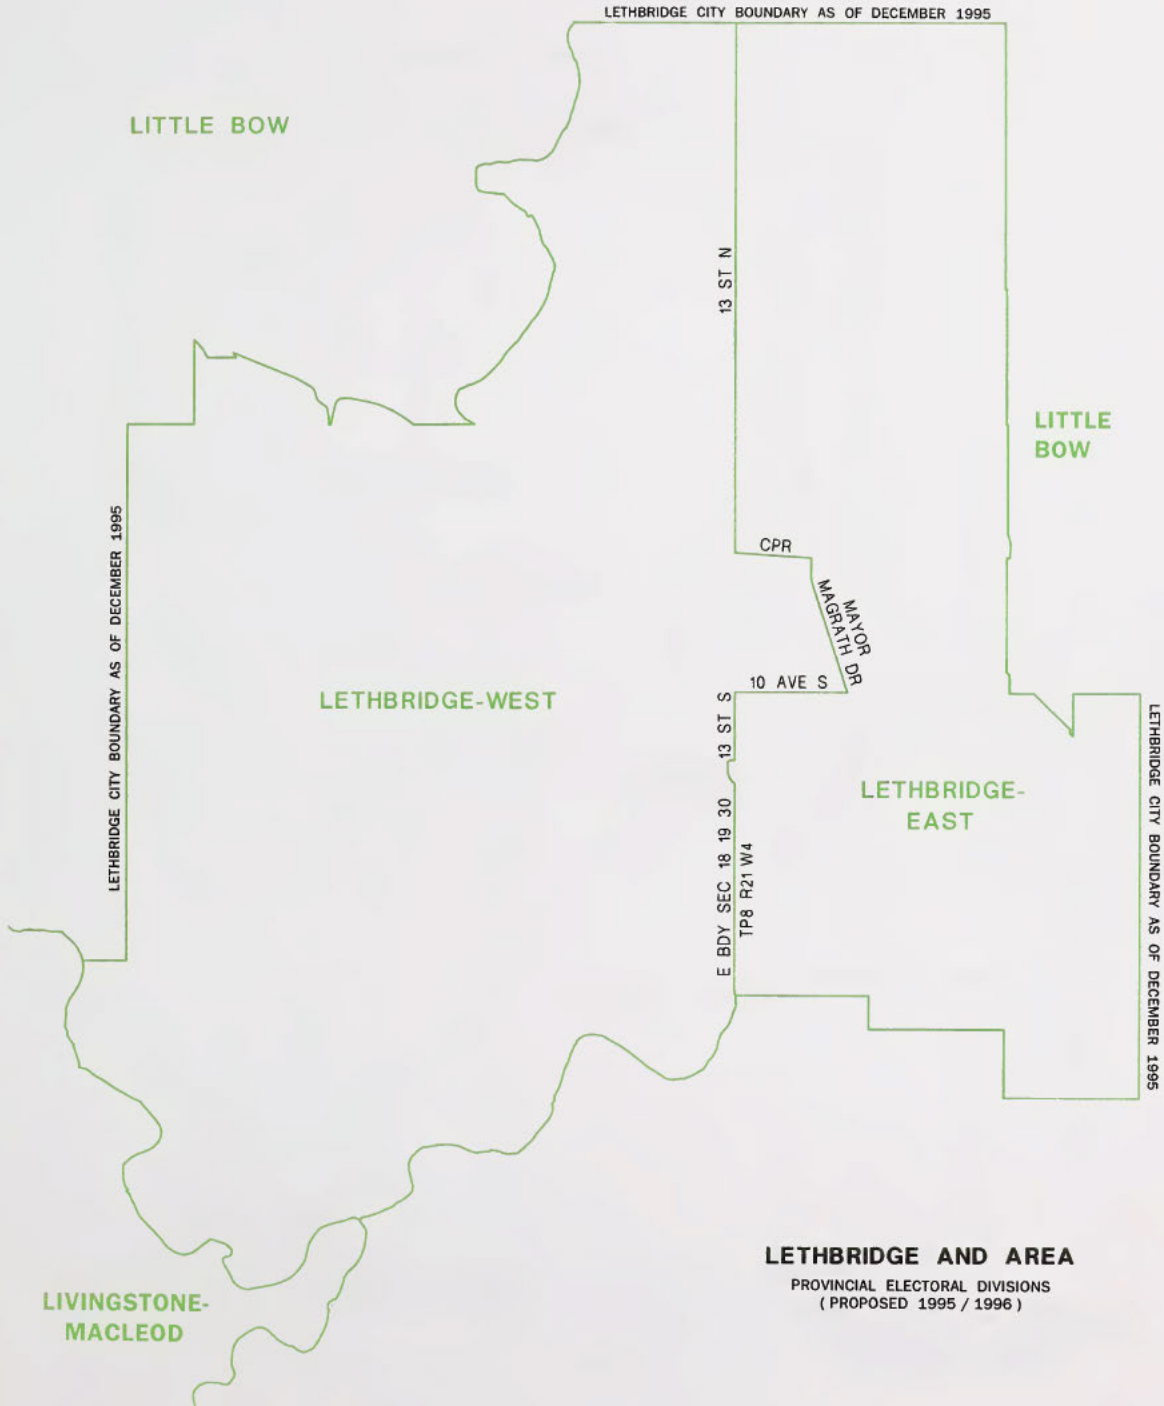 LETHBRIDGE CITY BOUNDARY AS OF DECEMBER 1995
LITTLE BOW
13 ST N
LITTLE
BOW
LETHBRIDGE CITY BOUNDARY AS OF DECEMBER 1995
CPR
MAYOR
MAGRATH DR
10 AVE S
LETHBRIDGE-WEST
13 ST S
LETHBRIDGE-
EAST
LETHBRIDGE CITY BOUNDARY AS OF DECEMBER 1995
E BDY SEC 18 19 30
TP8 R21 W4
LETHBRIDGE AND AREA
PROVINCIAL ELECTORAL DIVISIONS
( PROPOSED 1995 / 1996 )
LIVINGSTONE-
MACLEOD